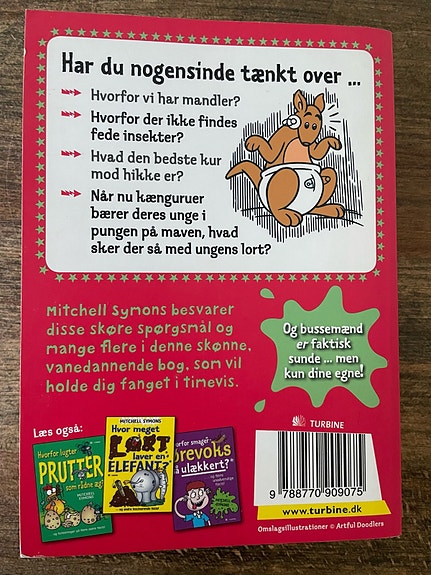 Har du nogensinde tænkt over ...
Hvorfor vi har mandler?
Hvorfor der ikke findes
fede insekter?
Hvad den bedste kur
mod hikke er?
Når nu kænguruer
bærer deres unge i
pungen på maven, hvad
sker der så med ungens lort?
Mitchell Symons besvarer
disse skøre spørgsmål og
mange flere i denne skønne,
vanedannende bog, som vil
holde dig fanget i timevis.
Og bussemænd
er faktisk
sunde ... men
kun dine egne!
Læs også:
Hvorfor lugter
PRUTTER
som rådne æg?
MITCHELL
SYMONS
MITCHELL SYMONS
Hvor meget
LORT
laver en
ELEFANT?
Hvorfor smager
ØREVOKS
så ulækkert?
TURBINE
9 788770 909075
www.turbine.dk
Omslagsillustrationer © Artful Doodlers